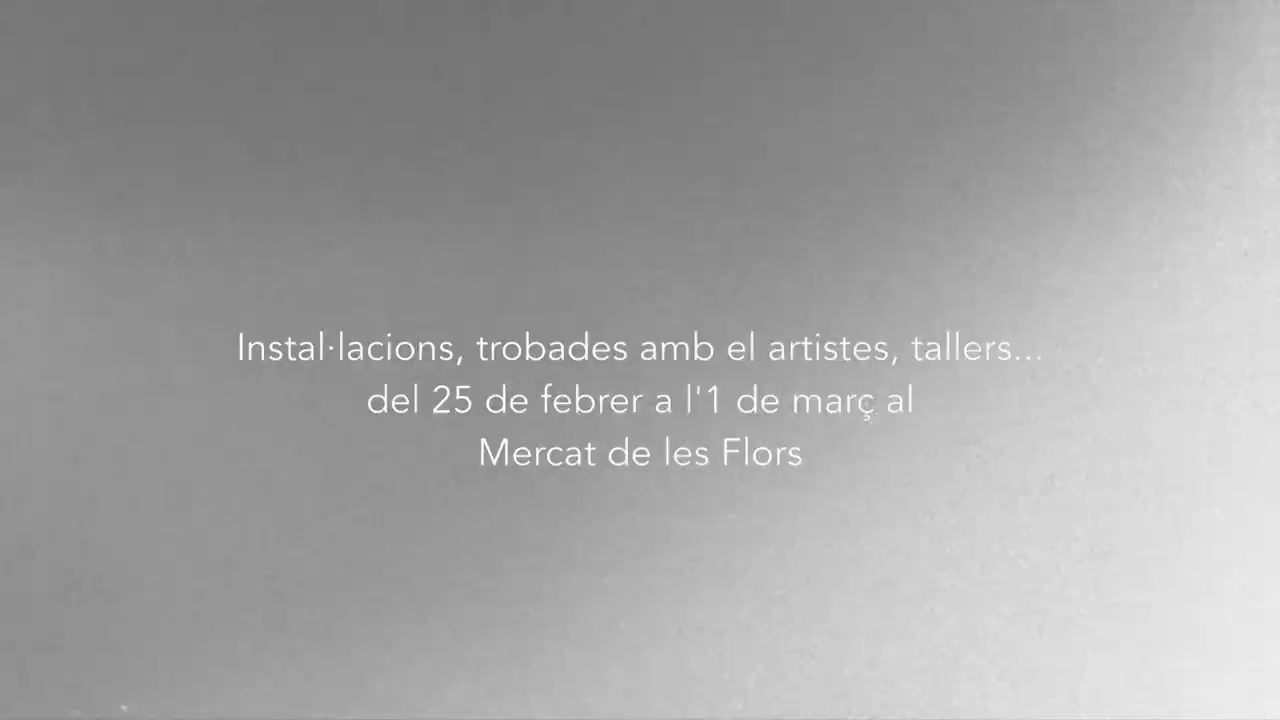 Instal·lacions, trobades amb el artistes, tallers...
del 25 de febrer a l'1 de març al
Mercat de les Flors